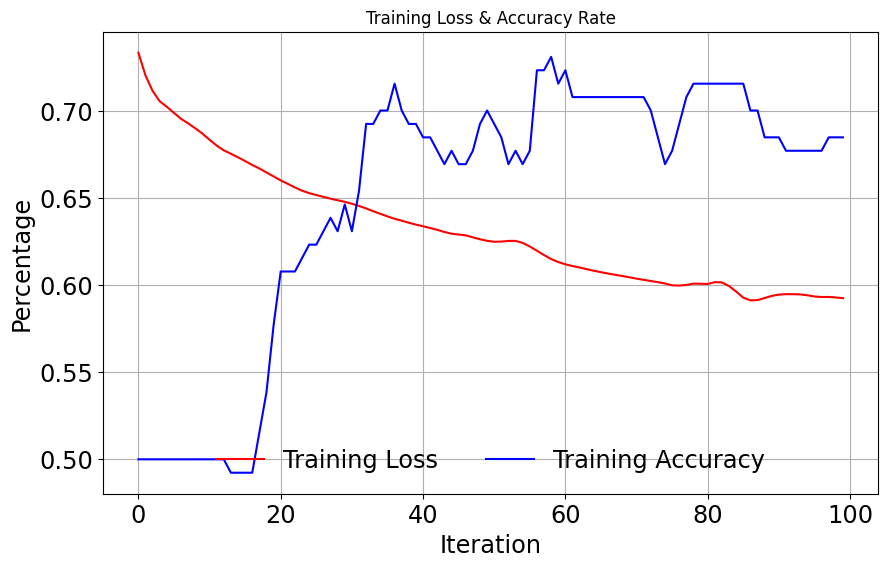 Training Loss & Accuracy Rate
Percentage
0.70
0.65
0.60
0.55
0.50
Training Loss Training Accuracy
0 20 40 60 80 100
Iteration